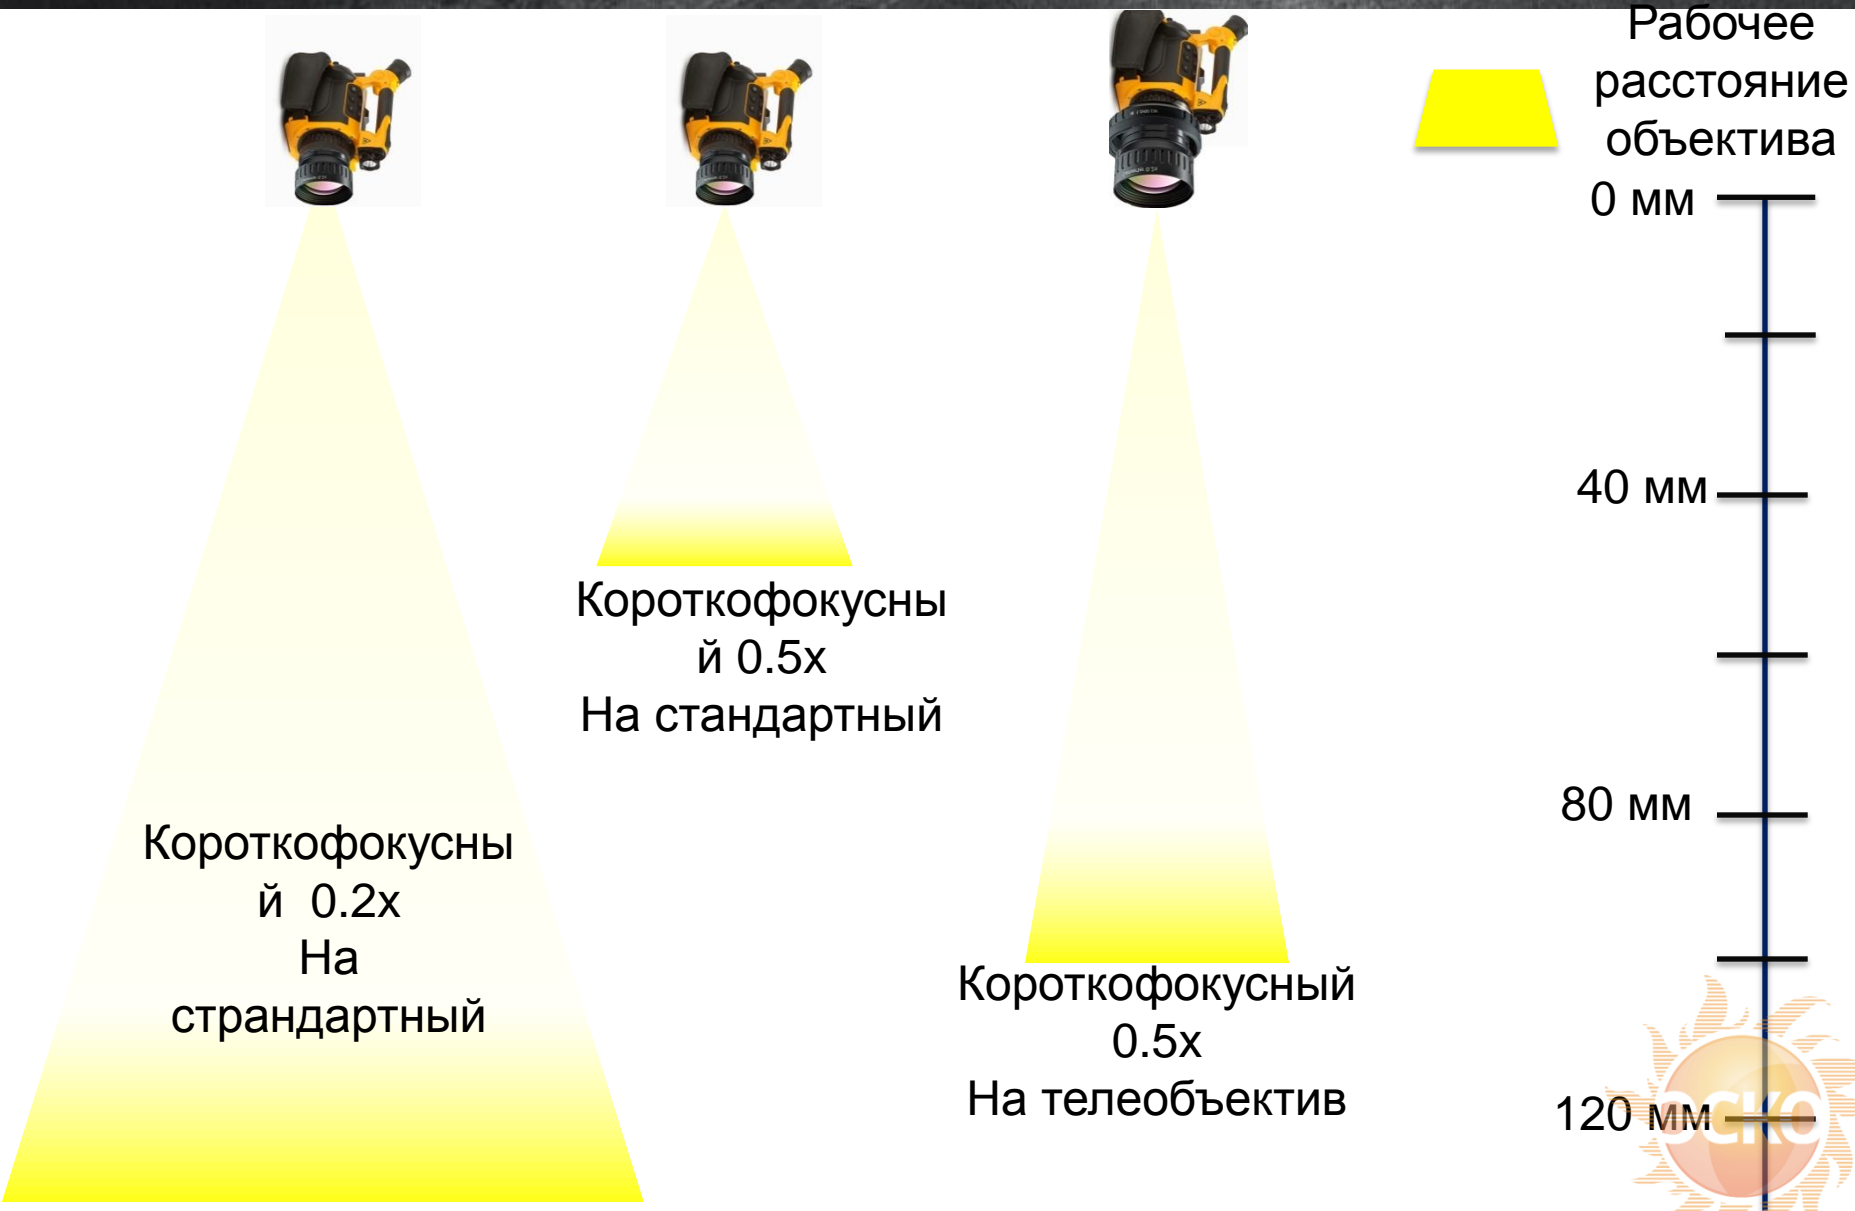 Рабочее
расстояние
объектива
0 мм
40 мм
80 мм
120 мм
Короткофокусны
й 0.2x
На
страндартный
Короткофокусны
й 0.5x
На стандартный
Короткофокусный
0.5x
На телеобъектив
ОСКО